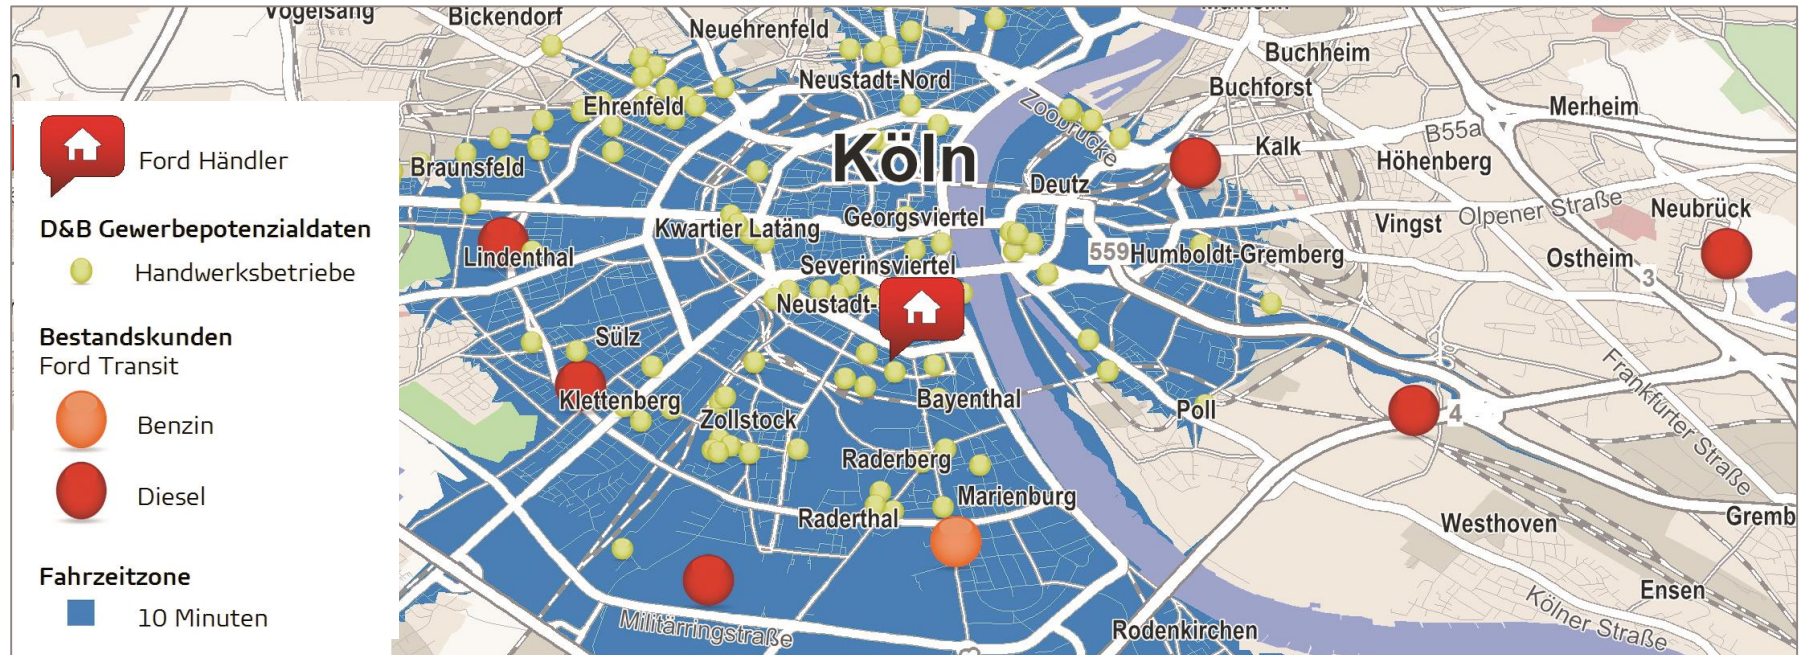 Vogelsang
Bickendorf
Neuehrenfeld
Buchheim
Neustadt-Nord
Buchforst
Ehrenfeld
Zoobrücke
Merheim
B55a
Köln
Kalk
Höhenberg
Braunsfeld
Deutz
Kwartier Latäng
Georgsviertel
Vingst
Olpener Straße
Neubrück
Lindenthal
Severinsviertel
559
Humboldt-Gremberg
Ostheim
3
Neustadt-
Sülz
Klettenberg
Zollstock
Bayenthal
Poll
4
Frankfurter Straße
Raderberg
Marienburg
Raderthal
Westhoven
Gremb
Militärringstraße
Rodenkirchen
Ensen
Kölner Straße
Ford Händler
D&B Gewerbepotenzialdaten
Handwerksbetriebe
Bestandskunden
Ford Transit
Benzin
Diesel
Fahrzeitzone
10 Minuten